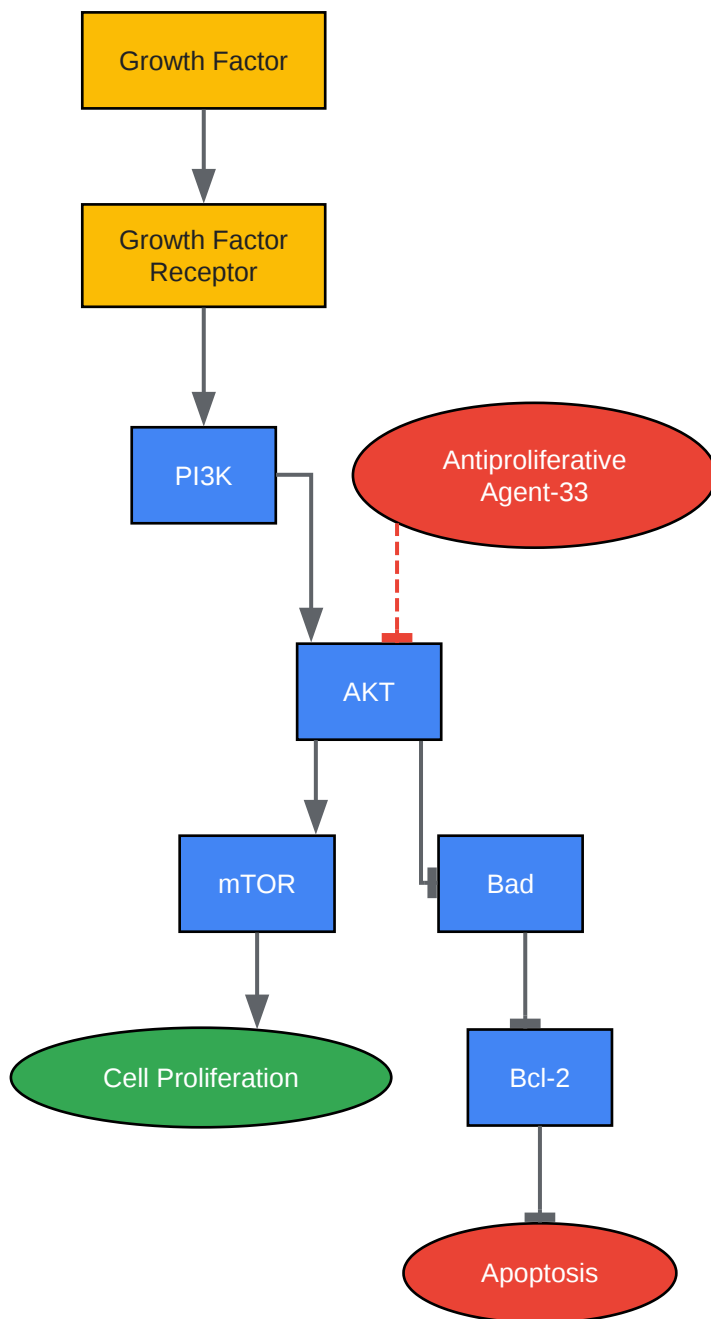 Growth Factor
Growth Factor
Receptor
PI3K
Antiproliferative
Agent-33
AKT
mTOR
Bad
Cell Proliferation
Bcl-2
Apoptosis